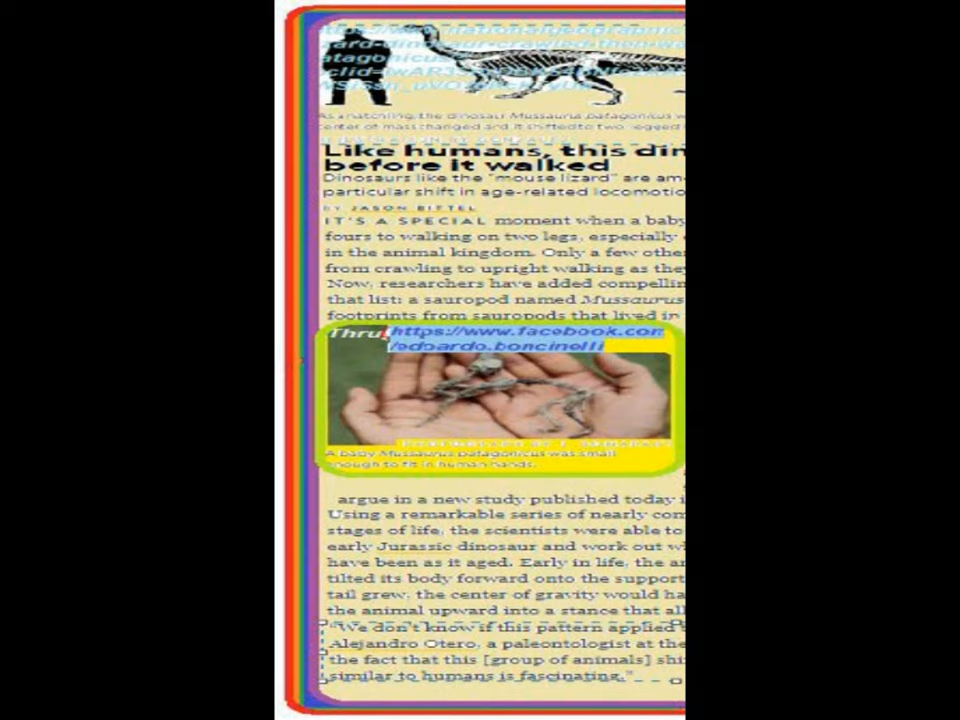 As a hatchling, the dinosaur Mussaurus patagonicus w
center of mass changed and it shifted to two legged
Like humans, this din
before it walked
Dinosaurs like the "mouse lizard" are am
particular shift in age-related locomotio
BY JASON BITTEL
IT'S A SPECIAL moment when a baby
fours to walking on two legs, especially
in the animal kingdom. Only a few othe
from crawling to upright walking as they
Now, researchers have added compellin
that list: a sauropod named Mussaurus
footprints from sauropods that lived in
Thru
https://www.facebook.com
/edoardo.boncinelli
A baby Mussaurus patagonicus was small
enough to fit in human hands.
argue in a new study published today i
Using a remarkable series of nearly com
stages of life, the scientists were able to
early Jurassic dinosaur and work out w
have been as it aged. Early in life, the an
tilted its body forward onto the support
tail grew, the center of gravity would ha
the animal upward into a stance that all
"We don't know if this pattern applied
Alejandro Otero, a paleontologist at the
the fact that this [group of animals] shi
similar to humans is fascinating."